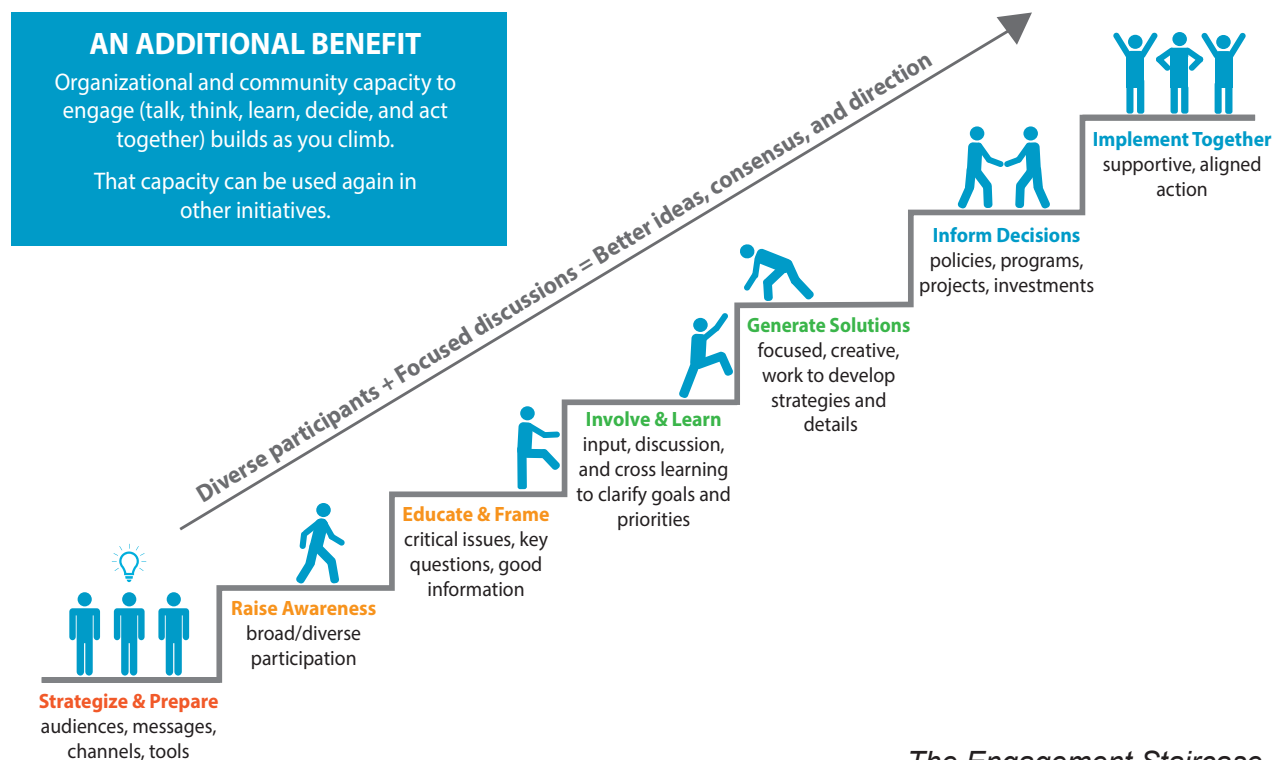 AN ADDITIONAL BENEFIT
Organizational and community capacity to
engage (talk, think, learn, decide, and act
together) builds as you climb.
That capacity can be used again in
other initiatives.
Diverse participants + Focused discussions = Better ideas, consensus, and direction
Strategize & Prepare
audiences, messages,
channels, tools
Raise Awareness
broad/diverse
participation
Educate & Frame
critical issues, key
questions, good
information
Involve & Learn
input, discussion,
and cross learning
to clarify goals and
priorities
Generate Solutions
focused, creative,
work to develop
strategies and
details
Inform Decisions
policies, programs,
projects, investments
Implement Together
supportive, aligned
action
The Engagement Staircase